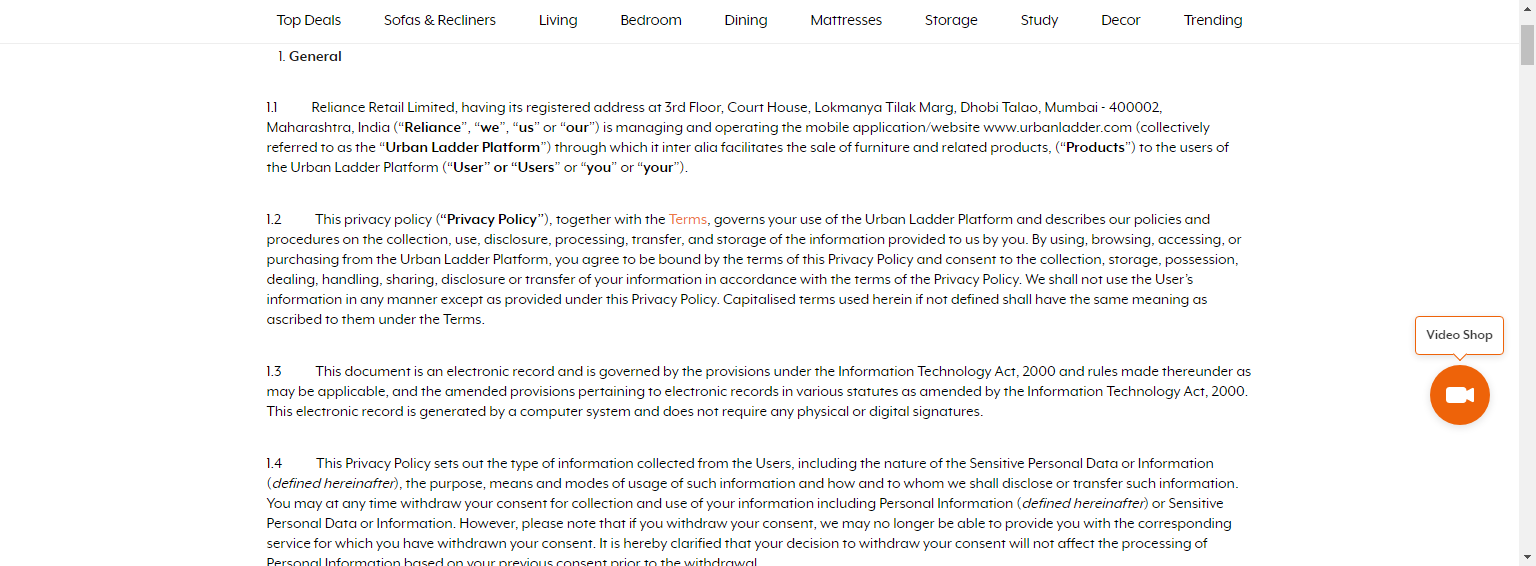 Top Deals Sofas & Recliners Living Bedroom Dining Mattresses Storage Study Decor Trending
1. General
1.1 Reliance Retail Limited, having its registered address at 3rd Floor, Court House, Lokmanya Tilak Marg, Dhobi Talao, Mumbai - 400002,
Maharashtra, India (“Reliance”, “we”, “us” or “our”) is managing and operating the mobile application/website www.urbanladder.com (collectively
referred to as the “Urban Ladder Platform”) through which it inter alia facilitates the sale of furniture and related products, (“Products”) to the users of
the Urban Ladder Platform (“User” or “Users” or “you” or “your”).
1.2 This privacy policy (“Privacy Policy”), together with the Terms, governs your use of the Urban Ladder Platform and describes our policies and
procedures on the collection, use, disclosure, processing, transfer, and storage of the information provided to us by you. By using, browsing, accessing, or
purchasing from the Urban Ladder Platform, you agree to be bound by the terms of this Privacy Policy and consent to the collection, storage, possession,
dealing, handling, sharing, disclosure or transfer of your information in accordance with the terms of the Privacy Policy. We shall not use the User’s
information in any manner except as provided under this Privacy Policy. Capitalised terms used herein if not defined shall have the same meaning as
ascribed to them under the Terms.
Video Shop
1.3 This document is an electronic record and is governed by the provisions under the Information Technology Act, 2000 and rules made thereunder as
may be applicable, and the amended provisions pertaining to electronic records in various statutes as amended by the Information Technology Act, 2000.
This electronic record is generated by a computer system and does not require any physical or digital signatures.
1.4 This Privacy Policy sets out the type of information collected from the Users, including the nature of the Sensitive Personal Data or Information
(defined hereinafter), the purpose, means and modes of usage of such information and how and to whom we shall disclose or transfer such information.
You may at any time withdraw your consent for collection and use of your information including Personal Information (defined hereinafter) or Sensitive
Personal Data or Information. However, please note that if you withdraw your consent, we may no longer be able to provide you with the corresponding
service for which you have withdrawn your consent. It is hereby clarified that your decision to withdraw your consent will not affect the processing of
Personal Information based on your previous consent prior to the withdrawal.